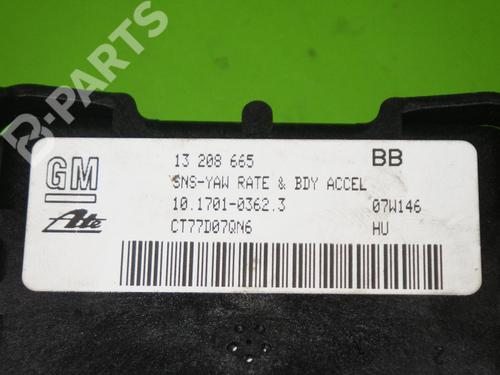 B-PARTS
GM 13 208 665 BB
SNS-YAW RATE & BDY ACCEL
Ate 10.1701-0362.3 07W146
CT77D07QN6 HU